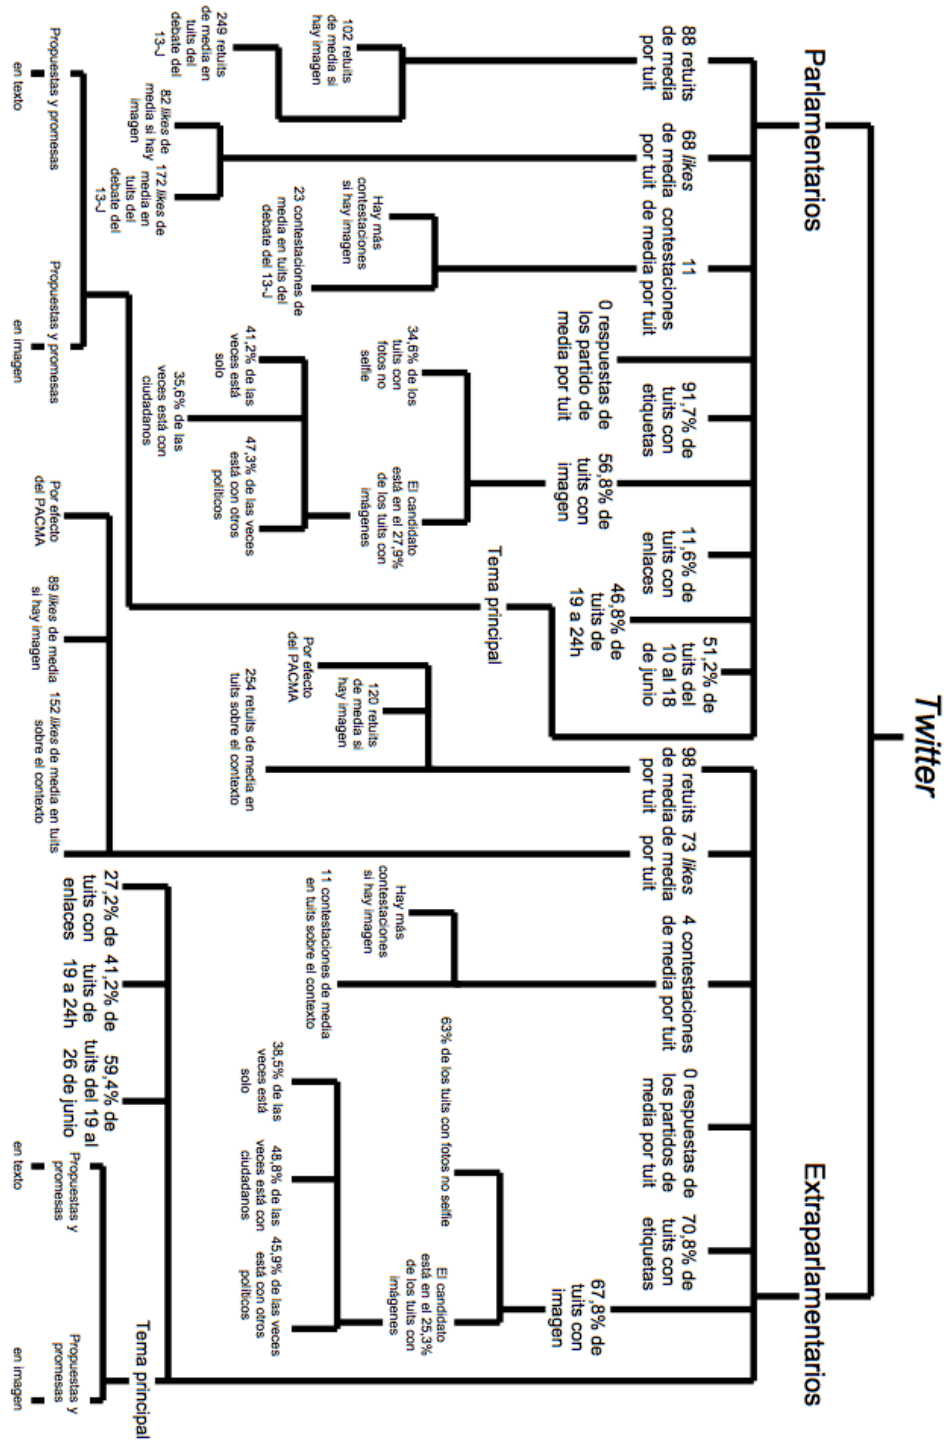 Twitter
Parlamentarios
88 retuits
de media
por tuit
102 retuits
de media si
hay imagen
249 retuits
de media en
tuits del
debate del
13-J
68 likes
de media
por tuit
82 likes de
media si hay
imagen
172 likes de
media en
tuits del
debate del
13-J
11
contestaciones
de media por tuit
Hay más
contestaciones
si hay imagen
23 contestaciones de
media en tuits del
debate del 13-J
0 respuestas de
los partido de
media por tuit
91,7% de
tuits con
etiquetas
56,8% de
tuits con
imagen
34,6% de los
tuits con
fotos no
selfie
El candidato
está en el 27,9%
de los tuits con
imágenes
41,2% de las
veces está
solo
35,6% de las
veces está con
ciudadanos
47,3% de las veces
está con otros
políticos
11,6% de
tuits con
enlaces
46,8% de
tuits de
19 a 24h
51,2% de
tuits del
10 al 18
de junio
Tema principal
Propuestas y promesas
en texto
Propuestas y promesas
en imagen
Extraparlamentarios
98 retuits
de media
por tuit
Por efecto
del PACMA
120 retuits
de media si
hay imagen
254 retuits de media en
tuits sobre el contexto
73 likes
de media
por tuit
Por efecto
del PACMA
89 likes de media
si hay imagen
152 likes de media en tuits
sobre el contexto
4 contestaciones
de media por tuit
Hay más
contestaciones
si hay imagen
11 contestaciones de media
en tuits sobre el contexto
0 respuestas de
los partidos de
media por tuit
70,8% de
tuits con
etiquetas
67,8% de
tuits con
imagen
63% de los tuits con fotos no selfie
El candidato
está en el 25,3%
de los tuits con
imágenes
38,5% de las
veces está
solo
48,8% de las
veces está con
ciudadanos
45,9% de las veces
está con otros
políticos
27,2% de
tuits con
enlaces
41,2% de
tuits de
19 a 24h
59,4% de
tuits del 19 al
26 de junio
Tema principal
Propuestas y
promesas
en texto
Propuestas y
promesas
en imagen